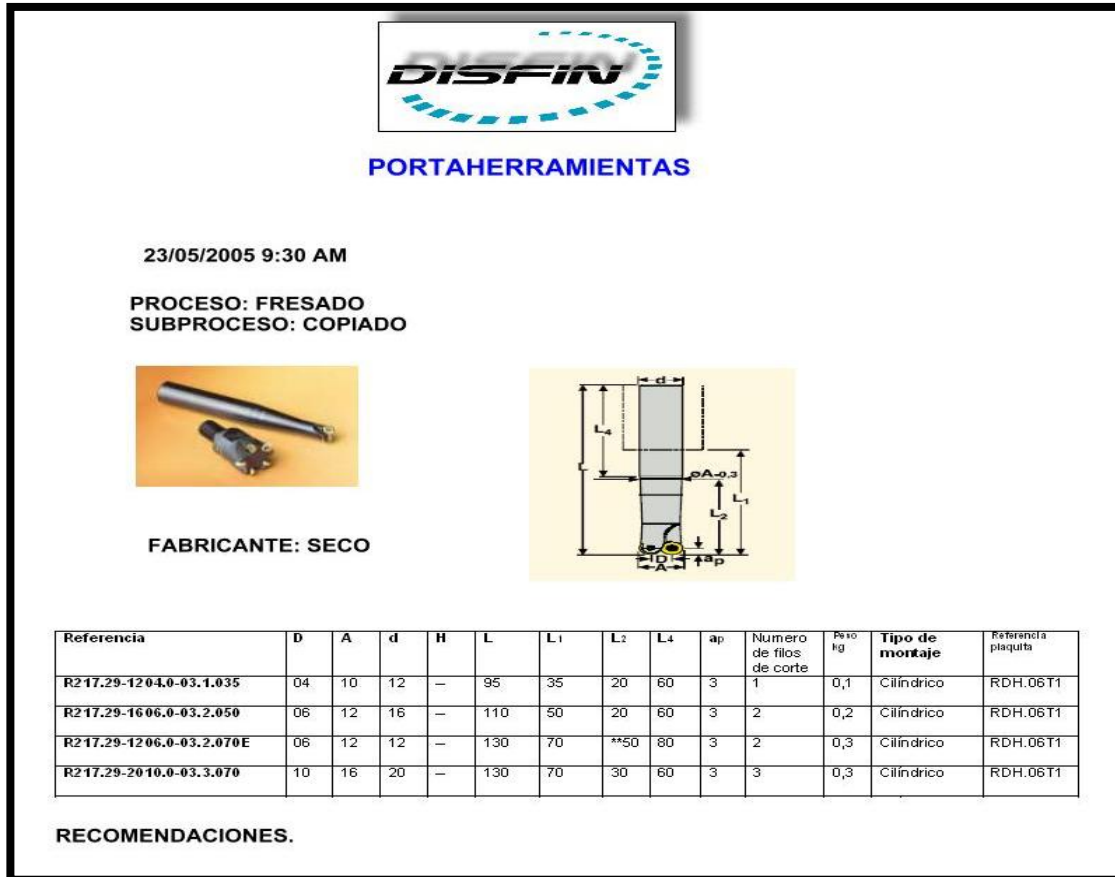 DISFIN
PORTAHERRAMIENTAS
23/05/2005 9:30 AM
PROCESO: FRESADO
SUBPROCESO: COPIADO
d
L4
L
øA-0,3
L1
L2
D
ap
A
FABRICANTE: SECO
Referencia D A d H L L1 L2 L4 ap Numero de filos de corte Peso kg Tipo de montaje Referencia plaquita
R217.29-1204.0-03.1.035 04 10 12 – 95 35 20 60 3 1 0,1 Cilíndrico RDH.06T1
R217.29-1606.0-03.2.050 06 12 16 – 110 50 20 60 3 2 0,2 Cilíndrico RDH.06T1
R217.29-1206.0-03.2.070E 06 12 12 – 130 70 **50 80 3 2 0,3 Cilíndrico RDH.06T1
R217.29-2010.0-03.3.070 10 16 20 – 130 70 30 60 3 3 0,3 Cilíndrico RDH.06T1
RECOMENDACIONES.